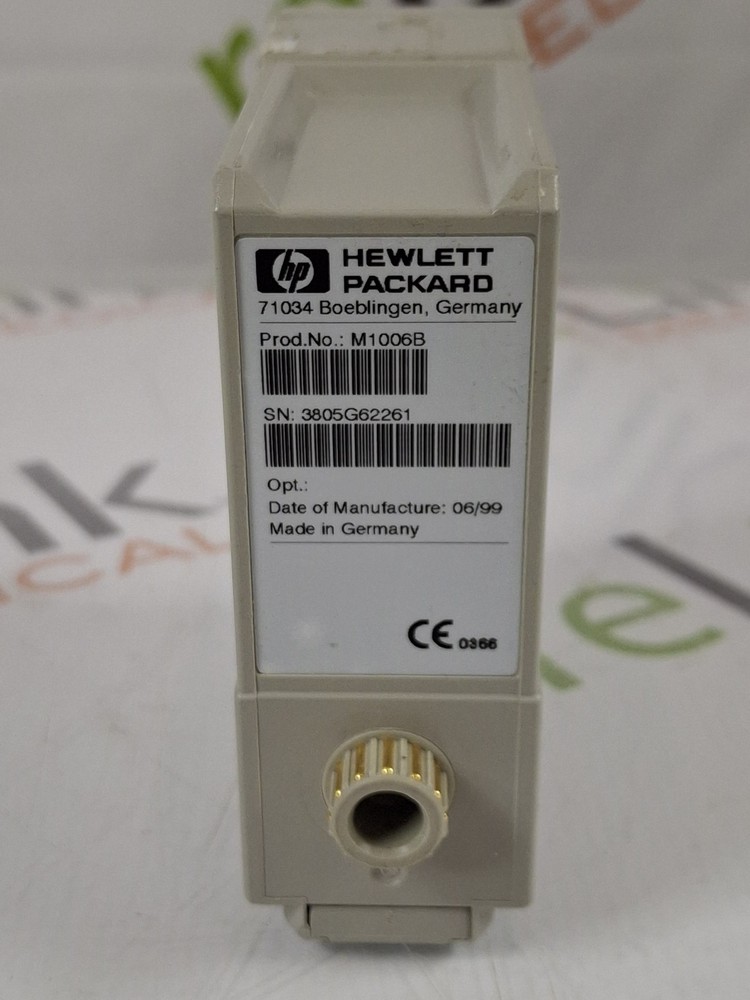 hp HEWLETT
PACKARD
71034 Boeblingen, Germany
Prod.No.: M1006B
SN: 3805G62261
Opt.:
Date of Manufacture: 06/99
Made in Germany
CE 0366